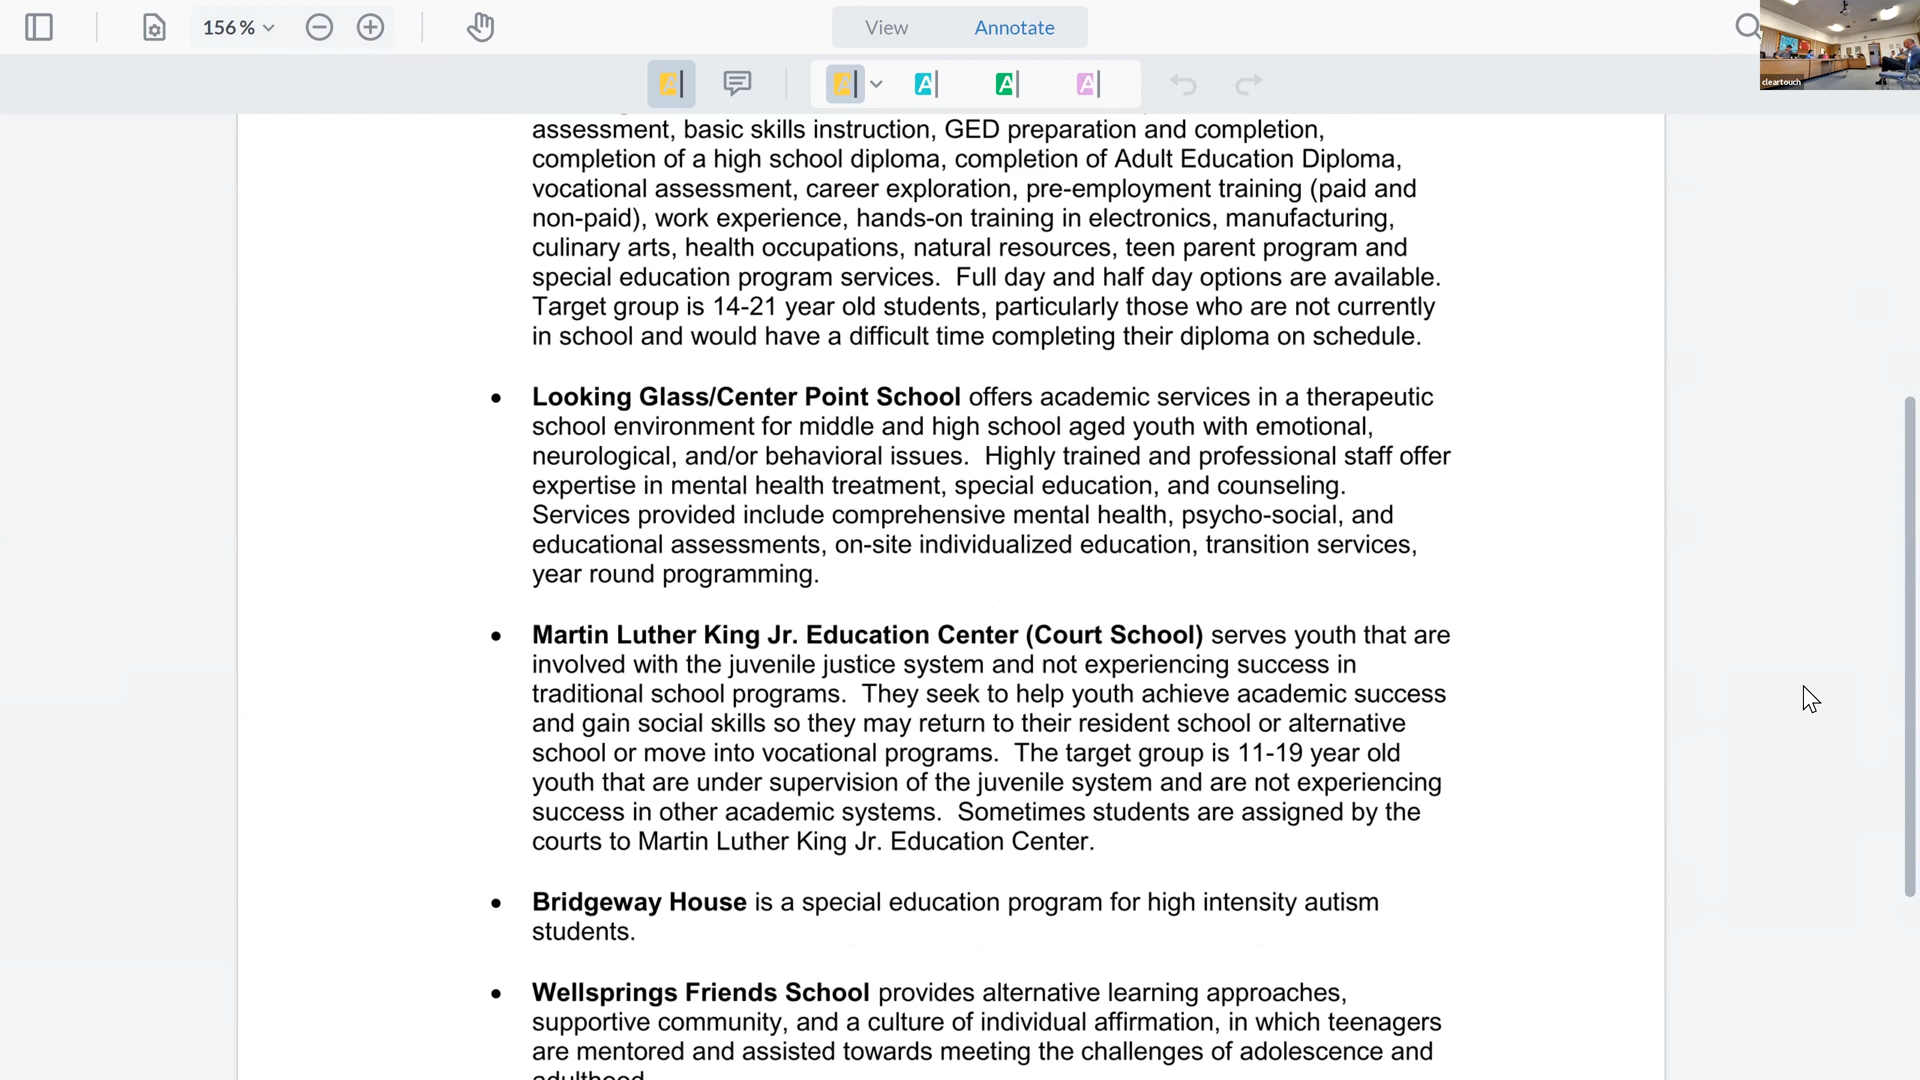 156%
View
Annotate
cleartouch
assessment, basic skills instruction, GED preparation and completion,
completion of a high school diploma, completion of Adult Education Diploma,
vocational assessment, career exploration, pre-employment training (paid and
non-paid), work experience, hands-on training in electronics, manufacturing,
culinary arts, health occupations, natural resources, teen parent program and
special education program services.  Full day and half day options are available.
Target group is 14-21 year old students, particularly those who are not currently
in school and would have a difficult time completing their diploma on schedule.
• Looking Glass/Center Point School offers academic services in a therapeutic
school environment for middle and high school aged youth with emotional,
neurological, and/or behavioral issues.  Highly trained and professional staff offer
expertise in mental health treatment, special education, and counseling.
Services provided include comprehensive mental health, psycho-social, and
educational assessments, on-site individualized education, transition services,
year round programming.
• Martin Luther King Jr. Education Center (Court School) serves youth that are
involved with the juvenile justice system and not experiencing success in
traditional school programs.  They seek to help youth achieve academic success
and gain social skills so they may return to their resident school or alternative
school or move into vocational programs.  The target group is 11-19 year old
youth that are under supervision of the juvenile system and are not experiencing
success in other academic systems.  Sometimes students are assigned by the
courts to Martin Luther King Jr. Education Center.
• Bridgeway House is a special education program for high intensity autism
students.
• Wellsprings Friends School provides alternative learning approaches,
supportive community, and a culture of individual affirmation, in which teenagers
are mentored and assisted towards meeting the challenges of adolescence and
adulthood.